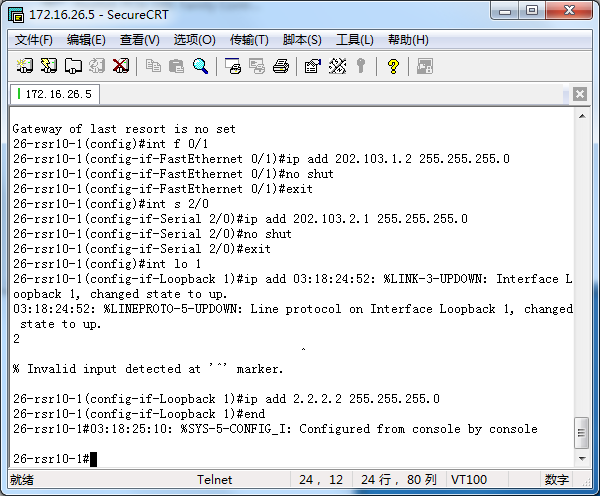 172.16.26.5 - SecureCRT
文件(F) 编辑(E) 查看(V) 选项(O) 传输(T) 脚本(S) 工具(L) 帮助(H)
172.16.26.5
Gateway of last resort is no set
26-rsr10-1(config)#int f 0/1
26-rsr10-1(config-if-FastEthernet 0/1)#ip add 202.103.1.2 255.255.255.0
26-rsr10-1(config-if-FastEthernet 0/1)#no shut
26-rsr10-1(config-if-FastEthernet 0/1)#exit
26-rsr10-1(config)#int s 2/0
26-rsr10-1(config-if-Serial 2/0)#ip add 202.103.2.1 255.255.255.0
26-rsr10-1(config-if-Serial 2/0)#no shut
26-rsr10-1(config-if-Serial 2/0)#exit
26-rsr10-1(config)#int lo 1
26-rsr10-1(config-if-Loopback 1)#ip add 03:18:24:52: %LINK-3-UPDOWN: Interface L
oopback 1, changed state to up.
03:18:24:52: %LINEPROTO-5-UPDOWN: Line protocol on Interface Loopback 1, changed
state to up.
2
^
% Invalid input detected at '^' marker.
26-rsr10-1(config-if-Loopback 1)#ip add 2.2.2.2 255.255.255.0
26-rsr10-1(config-if-Loopback 1)#end
26-rsr10-1#03:18:25:10: %SYS-5-CONFIG_I: Configured from console by console
26-rsr10-1#
就绪 Telnet 24, 12 24 行, 80 列 VT100 数字